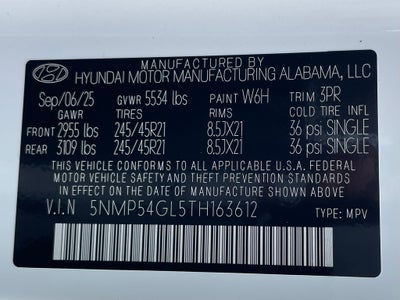 MANUFACTURED BY
HYUNDAI MOTOR MANUFACTURING ALABAMA, LLC
Sep/06/25 GVWR 5534 lbs PAINT W6H TRIM 3PR
GAWR TIRES RIMS COLD TIRE INFL
FRONT 2955 lbs 245/45R21 8.5JX21 36 psi SINGLE
REAR 3109 lbs 245/45R21 8.5JX21 36 psi SINGLE
THIS VEHICLE CONFORMS TO ALL APPLICABLE U.S.A. FEDERAL
MOTOR VEHICLE SAFETY AND THEFT PREVENTION STANDARDS
IN EFFECT ON THE DATE OF MANUFACTURE SHOWN ABOVE.
V.I.N 5NMP54GL5TH163612 TYPE: MPV